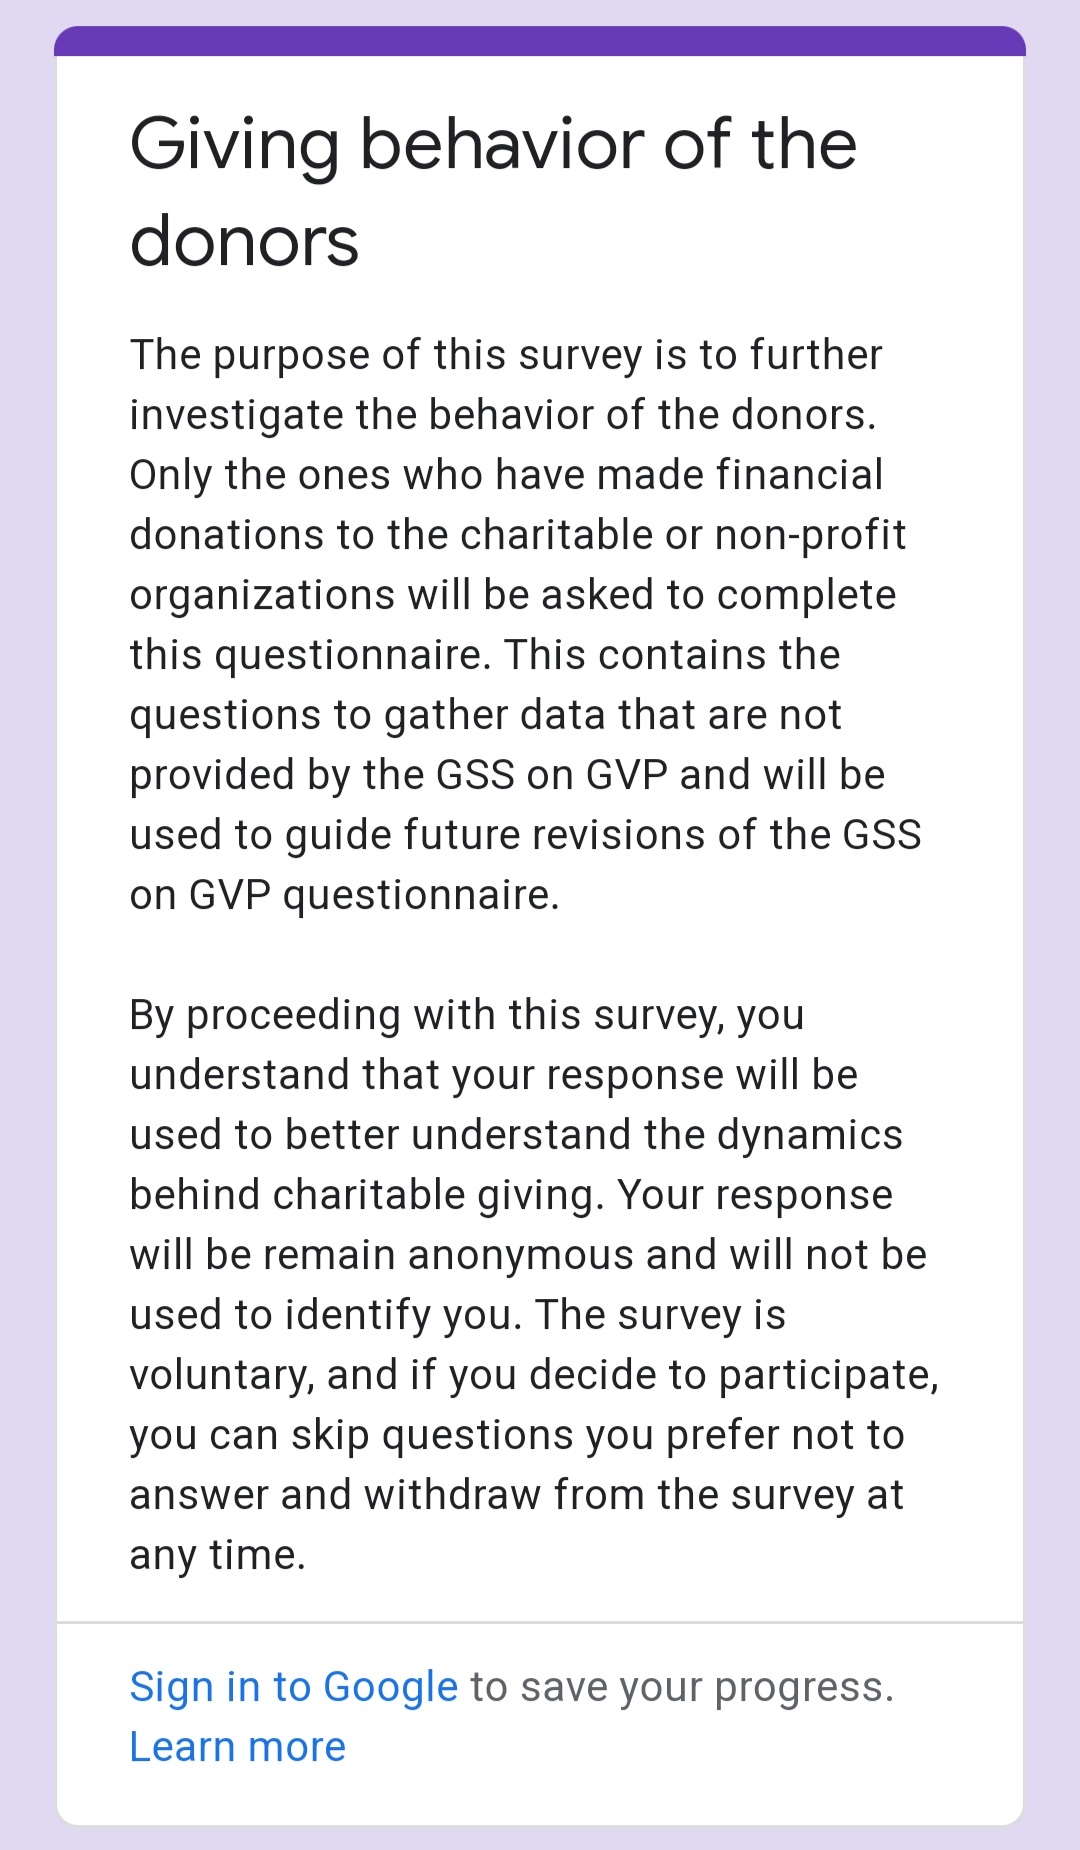 Giving behavior of the
donors
The purpose of this survey is to further
investigate the behavior of the donors.
Only the ones who have made financial
donations to the charitable or non-profit
organizations will be asked to complete
this questionnaire. This contains the
questions to gather data that are not
provided by the GSS on GVP and will be
used to guide future revisions of the GSS
on GVP questionnaire.
By proceeding with this survey, you
understand that your response will be
used to better understand the dynamics
behind charitable giving. Your response
will be remain anonymous and will not be
used to identify you. The survey is
voluntary, and if you decide to participate,
you can skip questions you prefer not to
answer and withdraw from the survey at
any time.
Sign in to Google to save your progress.
Learn more